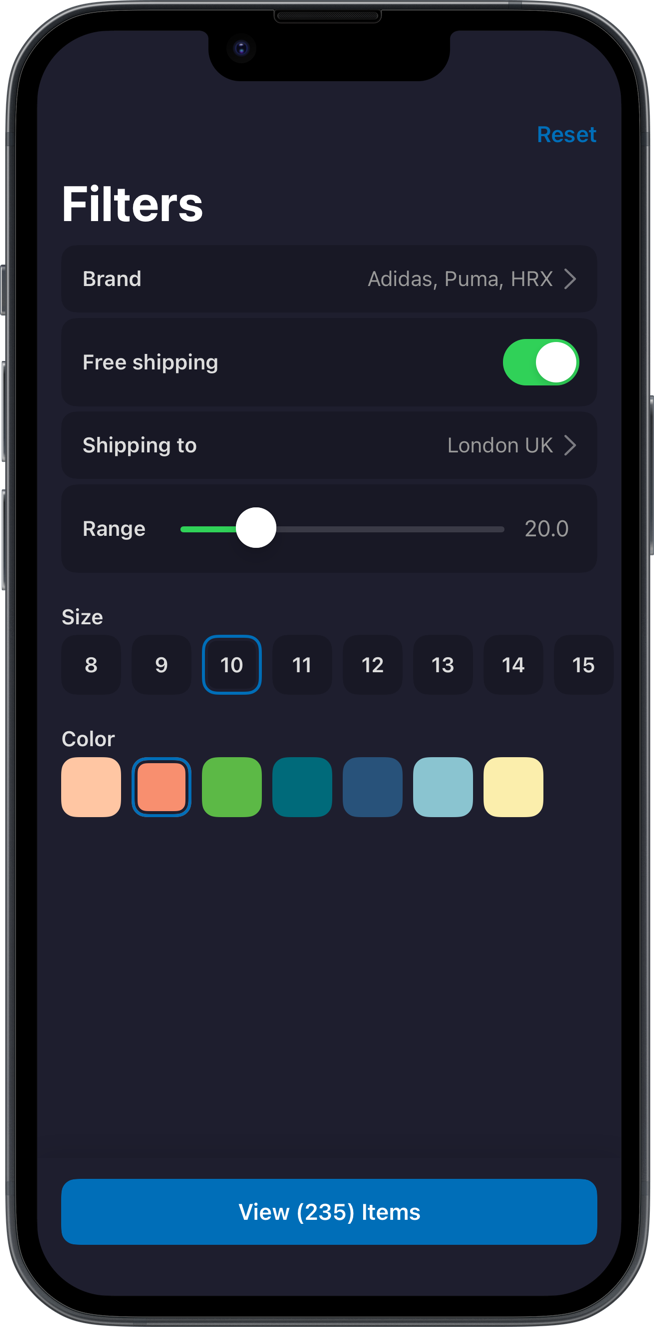 Reset
Filters
Brand Adidas, Puma, HRX
Free shipping
Shipping to London UK
Range 20.0
Size
8 9 10 11 12 13 14 15
Color
View (235) Items